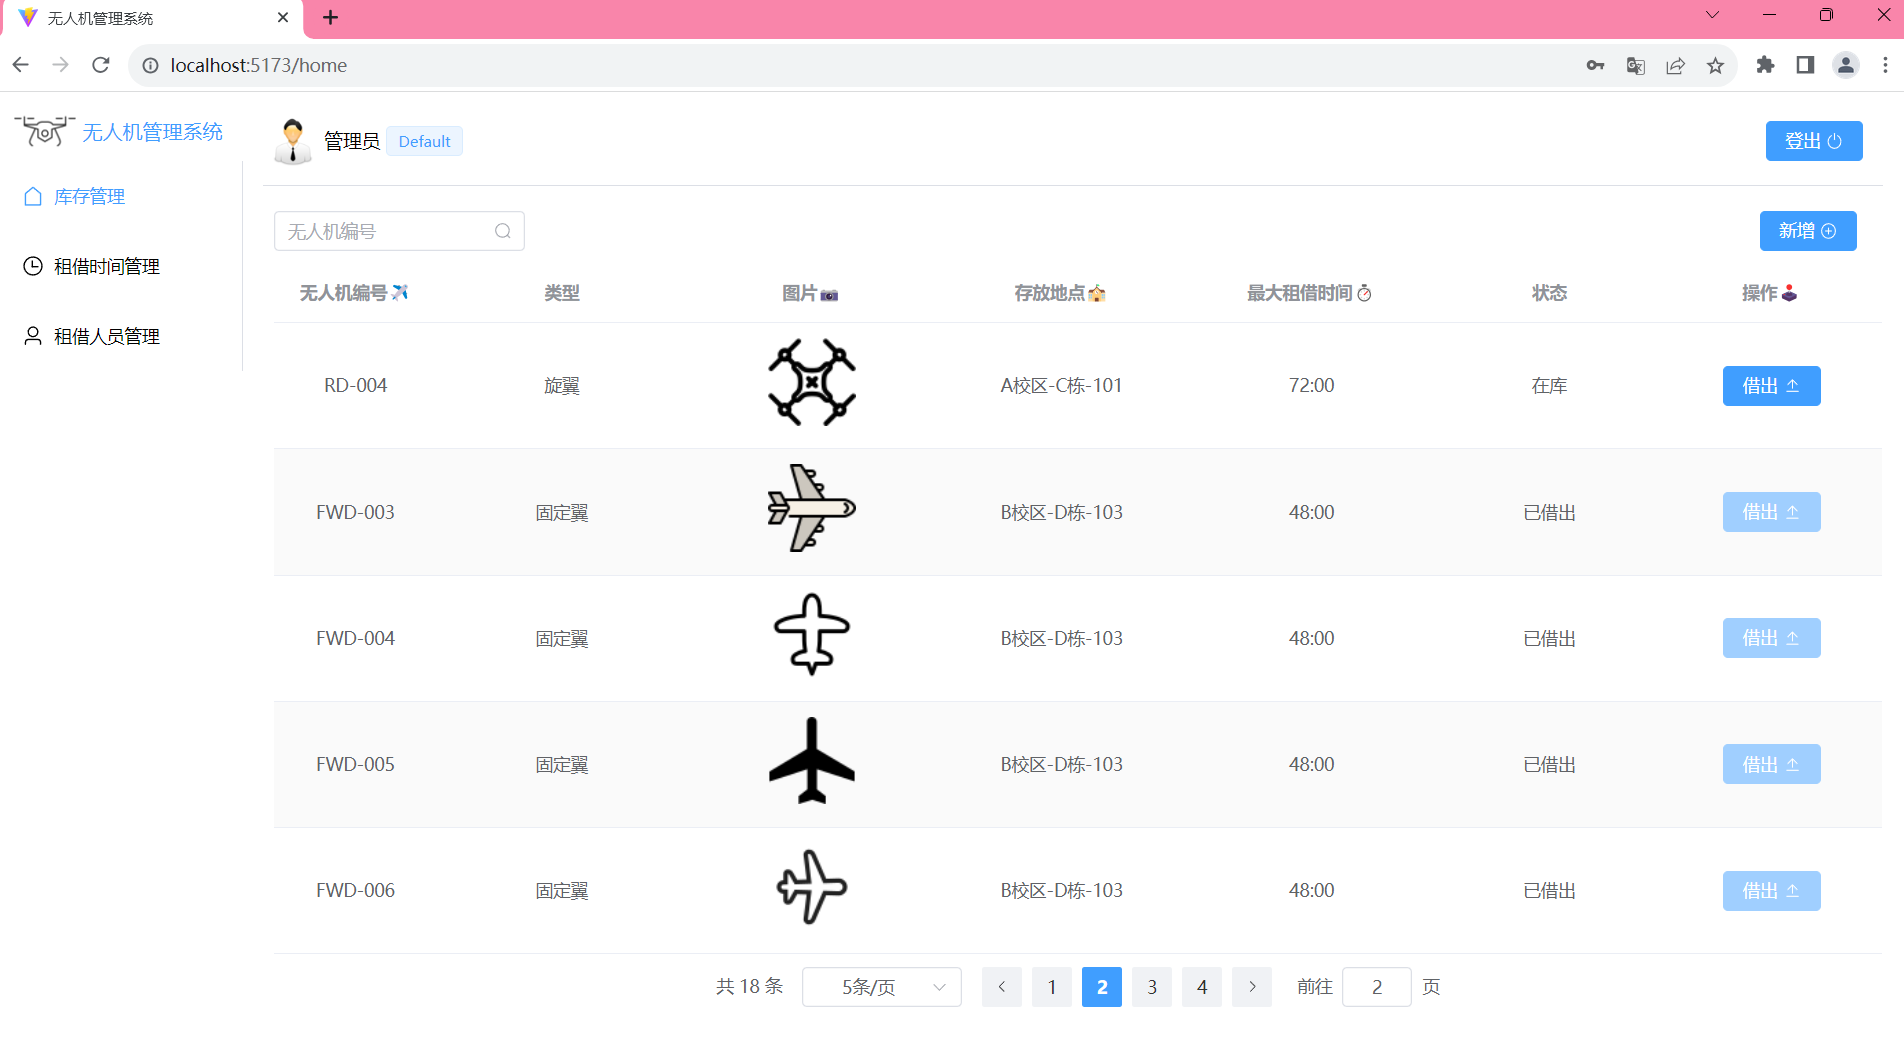 无人机管理系统
localhost:5173/home
无人机管理系统
管理员 Default 登出
库存管理
租借时间管理
租借人员管理
无人机编号 新增
无人机编号 类型 图片 存放地点 最大租借时间 状态 操作
RD-004 旋翼 A校区-C栋-101 72:00 在库 借出
FWD-003 固定翼 B校区-D栋-103 48:00 已借出 借出
FWD-004 固定翼 B校区-D栋-103 48:00 已借出 借出
FWD-005 固定翼 B校区-D栋-103 48:00 已借出 借出
FWD-006 固定翼 B校区-D栋-103 48:00 已借出 借出
共 18 条 5条/页 1 2 3 4 前往 2 页